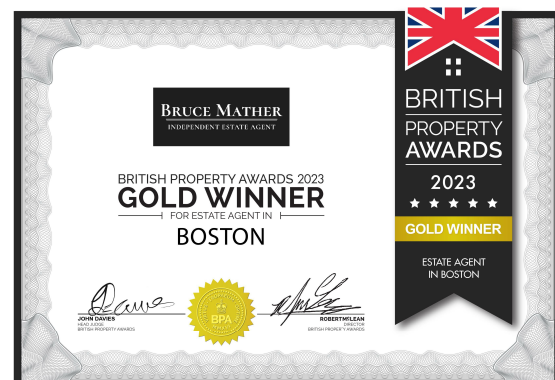 BRUCE MATHER
INDEPENDENT ESTATE AGENT
BRITISH PROPERTY AWARDS 2023
GOLD WINNER
FOR ESTATE AGENT IN
BOSTON
JOHN DAVIES
HEAD JUDGE
BRITISH PROPERTY AWARDS
BPA
ROBERT McLEAN
DIRECTOR
BRITISH PROPERTY AWARDS
BRITISH
PROPERTY
AWARDS
2023
GOLD WINNER
ESTATE AGENT
IN BOSTON